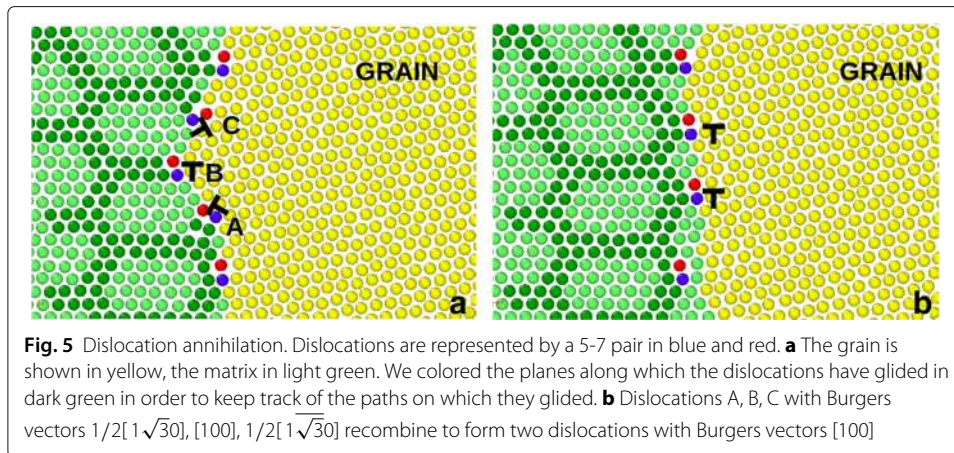 GRAIN
C
B
A
a
GRAIN
b
Fig. 5 Dislocation annihilation. Dislocations are represented by a 5-7 pair in blue and red. a The grain is
shown in yellow, the matrix in light green. We colored the planes along which the dislocations have glided in
dark green in order to keep track of the paths on which they glided. b Dislocations A, B, C with Burgers
vectors 1/2[1√30], [100], 1/2[1√̅3̅0] recombine to form two dislocations with Burgers vectors [100]